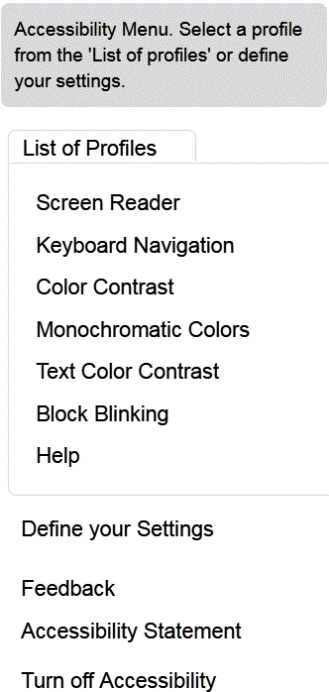 Accessibility Menu. Select a profile
from the 'List of profiles' or define
your settings.
List of Profiles
Screen Reader
Keyboard Navigation
Color Contrast
Monochromatic Colors
Text Color Contrast
Block Blinking
Help
Define your Settings
Feedback
Accessibility Statement
Turn off Accessibility